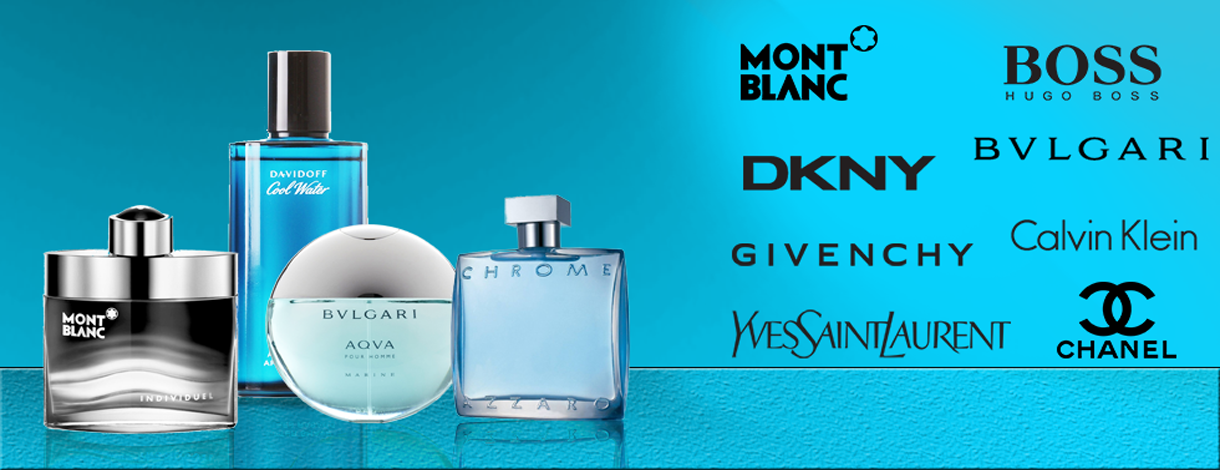 MONT
BLANC
INDIVIDUEL
DAVIDOFF
Cool Water
BVLGARI
AQVA
POUR HOMME
MARINE
CHROME
AZZARO
MONT
BLANC
BOSS
HUGO BOSS
DKNY
BVLGARI
GIVENCHY
Calvin Klein
YVESSAINTLAURENT
CHANEL